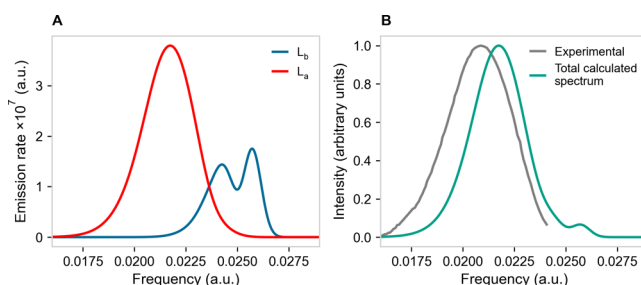 A
B
L_b
L_a
Emission rate ×10^7 (a.u.)
3
2
1
0
0.0175
0.0200
0.0225
0.0250
0.0275
Frequency (a.u.)
Experimental
Total calculated
spectrum
Intensity (arbitrary units)
1.0
0.8
0.6
0.4
0.2
0.0
0.0175
0.0200
0.0225
0.0250
0.0275
Frequency (a.u.)